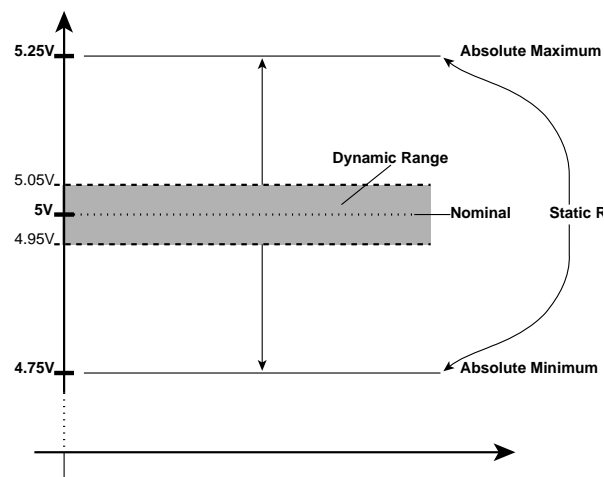 5.25V
Absolute Maximum
Dynamic Range
5.05V
5V
Nominal
Static R
4.95V
4.75V
Absolute Minimum